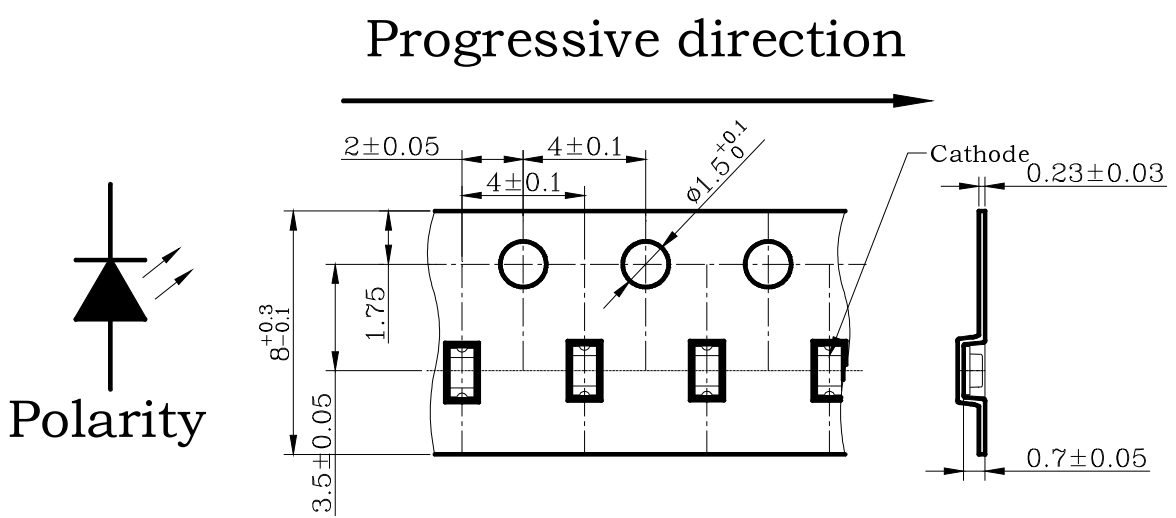 Progressive direction
2±0.05
4±0.1
4±0.1
ø1.5 +0.1 0
Cathode
0.23±0.03
8 +0.3 -0.1
1.75
3.5±0.05
Polarity
0.7±0.05